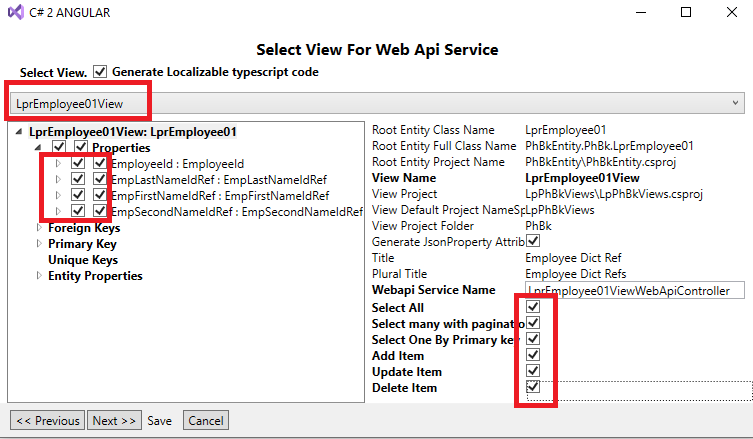 C# 2 ANGULAR
Select View For Web Api Service
Select View. Generate Localizable typescript code
LprEmployee01View
LprEmployee01View: LprEmployee01
Properties
EmployeeId : EmployeeId
EmpLastNameIdRef : EmpLastNameIdRef
EmpFirstNameIdRef : EmpFirstNameIdRef
EmpSecondNameIdRef : EmpSecondNameIdRef
Foreign Keys
Primary Key
Unique Keys
Entity Properties
Root Entity Class Name LprEmployee01
Root Entity Full Class Name PhBkEntity.PhBk.LprEmployee01
Root Entity Project Name PhBkEntity\PhBkEntity.csproj
View Name LprEmployee01View
View Project LpPhBkViews\LpPhBkViews.csproj
View Default Project NameSp LpPhBkViews
View Project Folder PhBk
Generate JsonProperty Attrib
Title Employee Dict Ref
Plural Title Employee Dict Refs
Webapi Service Name LprEmployee01ViewWebApiController
Select All
Select many with paginatio
Select One By Primary key
Add Item
Update Item
Delete Item
<< Previous Next >> Save Cancel